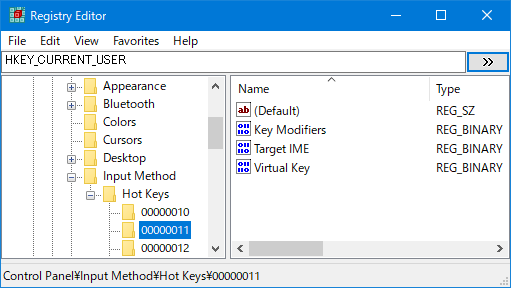 Registry Editor
File Edit View Favorites Help
HKEY_CURRENT_USER
Appearance
Bluetooth
Colors
Cursors
Desktop
Input Method
Hot Keys
00000010
00000011
00000012
Name Type
ab (Default) REG_SZ
Key Modifiers REG_BINARY
Target IME REG_BINARY
Virtual Key REG_BINARY
Control Panel¥Input Method¥Hot Keys¥00000011